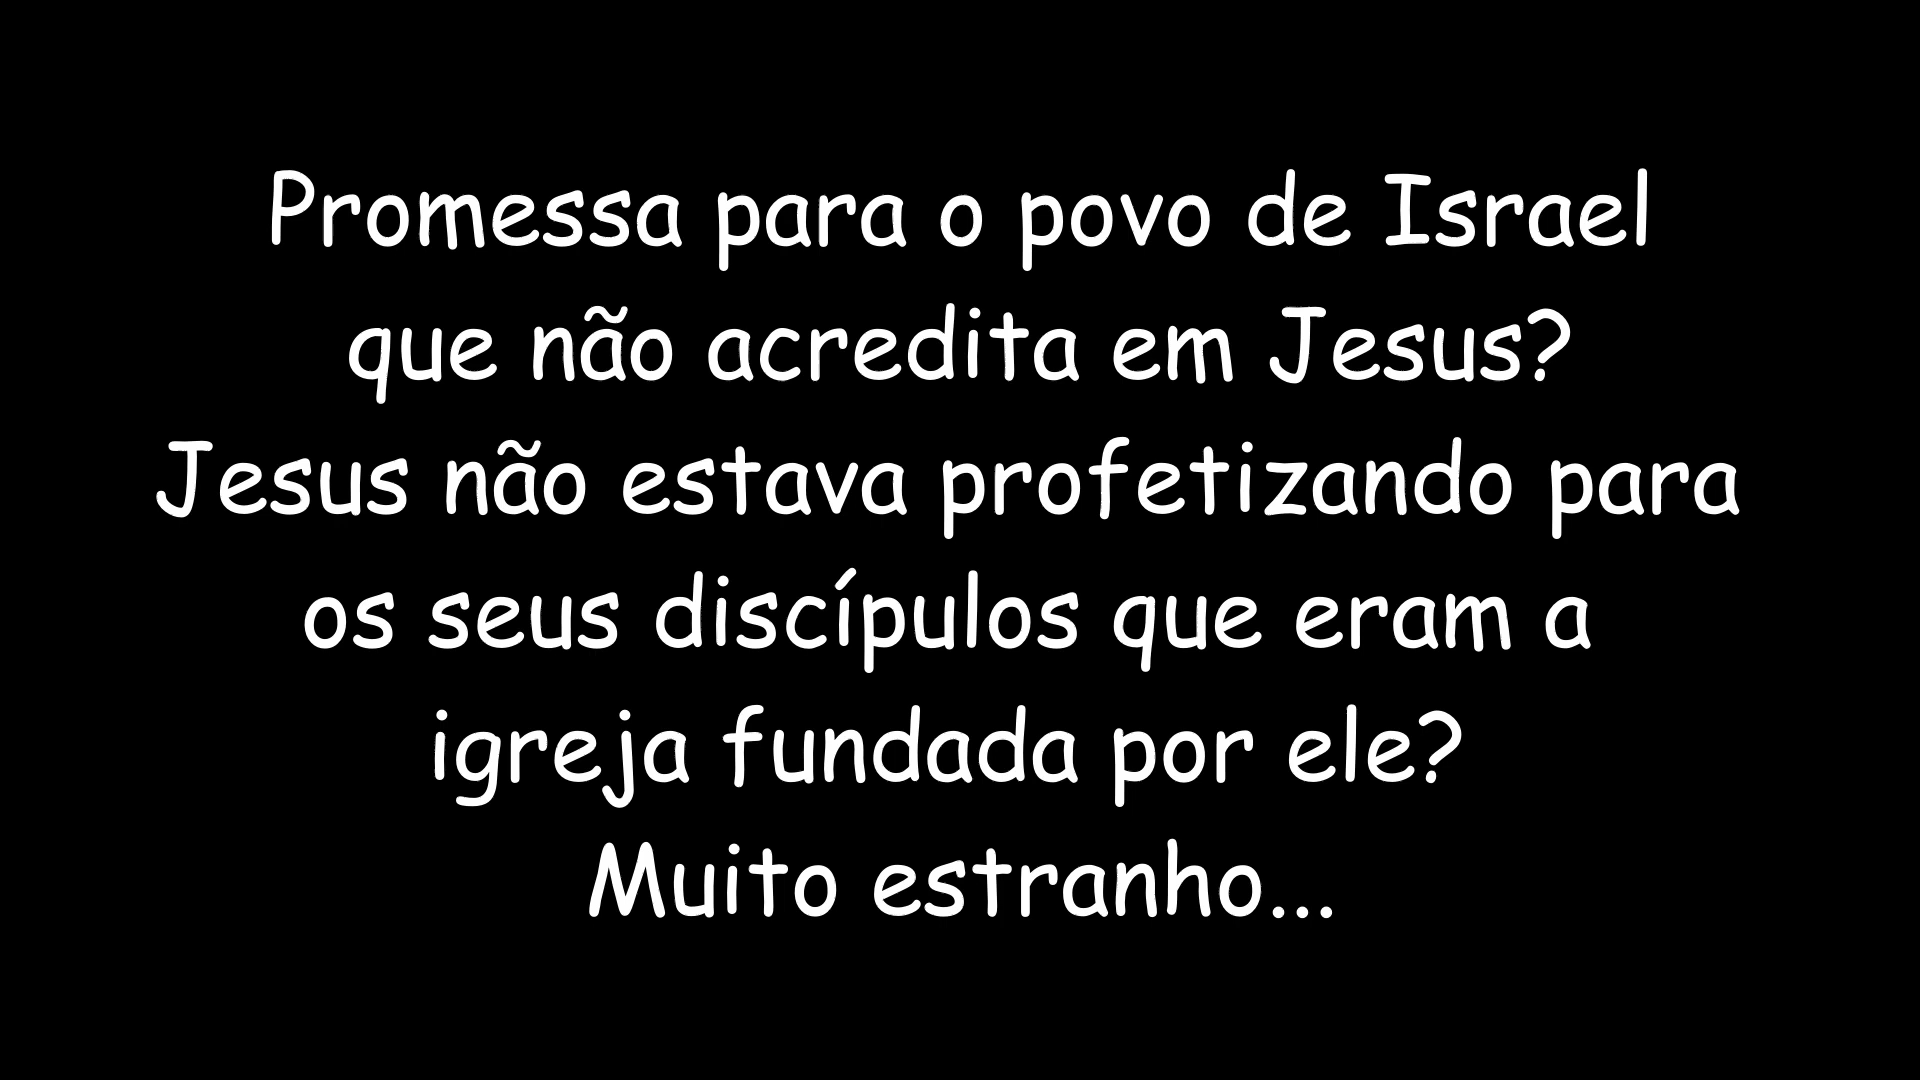 Promessa para o povo de Israel
que não acredita em Jesus?
Jesus não estava profetizando para
os seus discípulos que eram a
igreja fundada por ele?
Muito estranho...